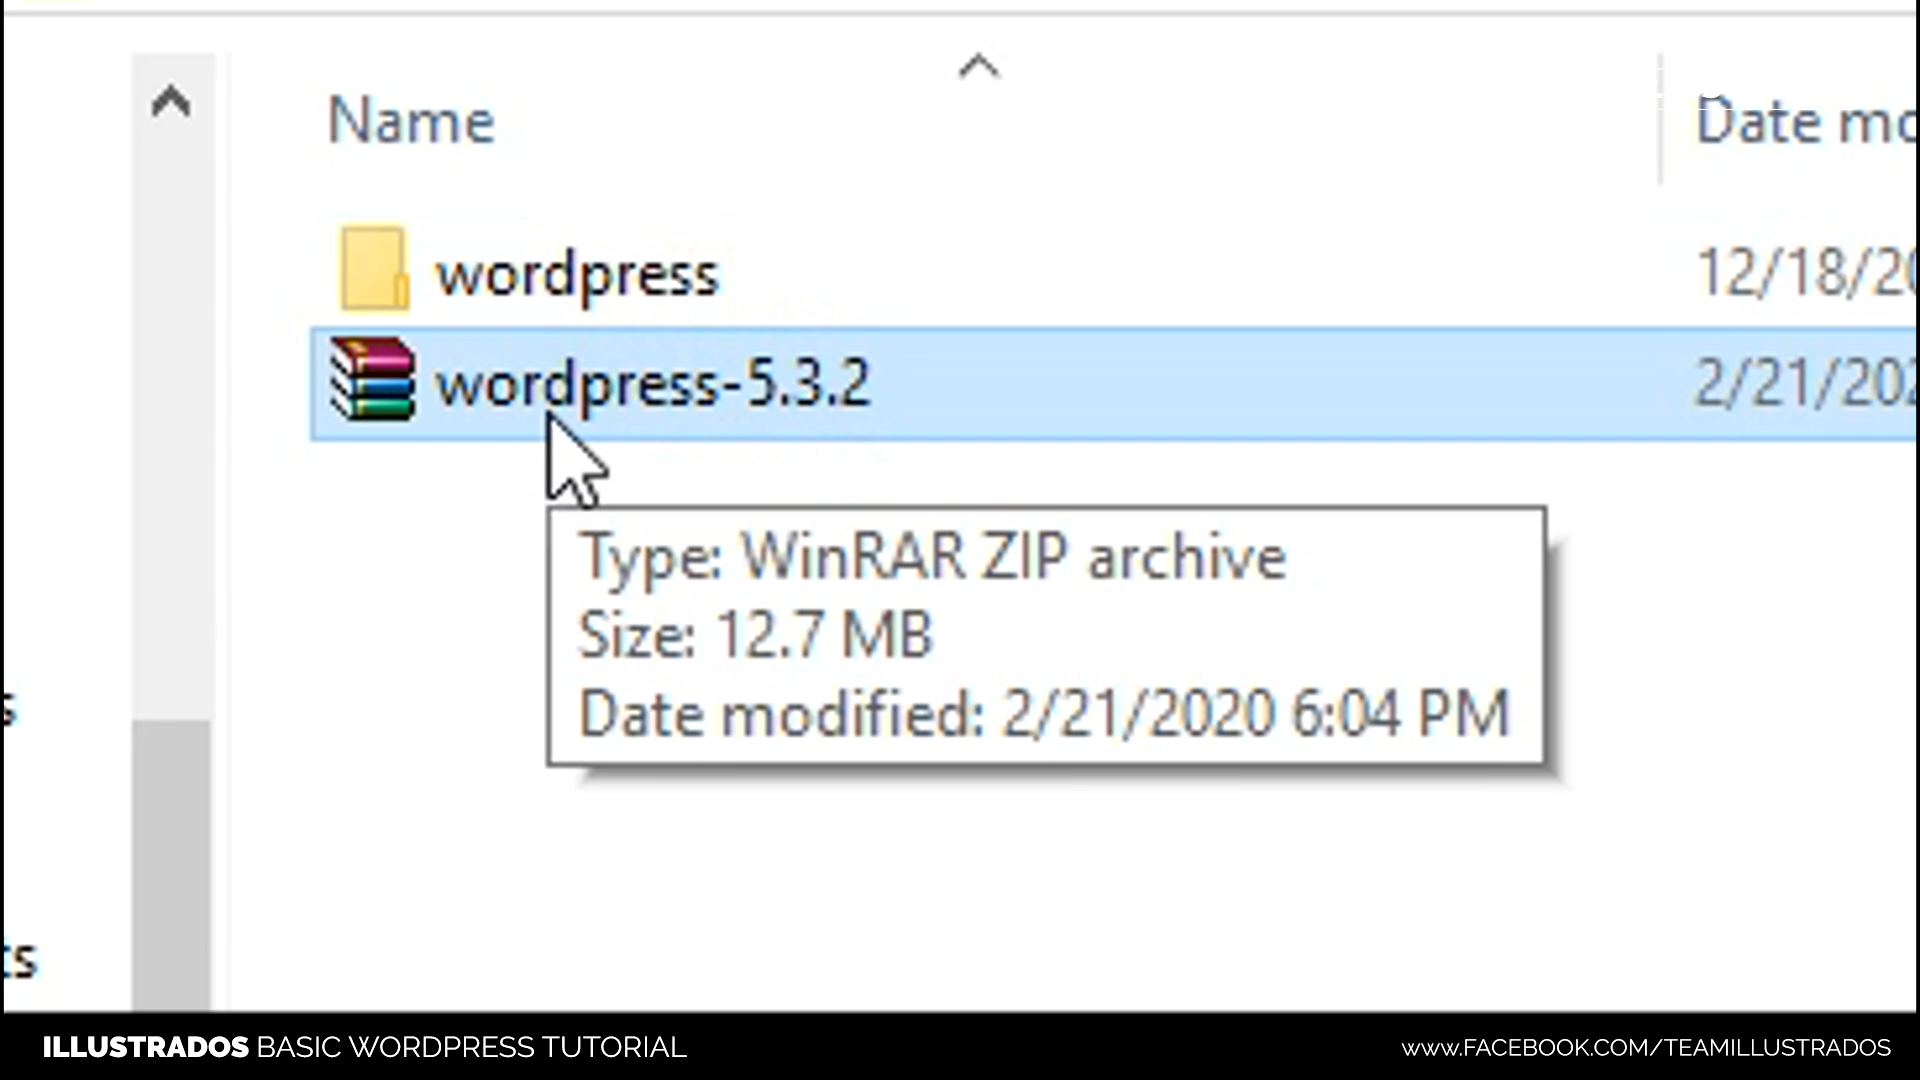 Name
Date mo
wordpress
12/18/20
wordpress-5.3.2
2/21/202
Type: WinRAR ZIP archive
Size: 12.7 MB
Date modified: 2/21/2020 6:04 PM
s
ts
ILLUSTRADOS BASIC WORDPRESS TUTORIAL
www.FACEBOOK.COM/TEAMILLUSTRADOS